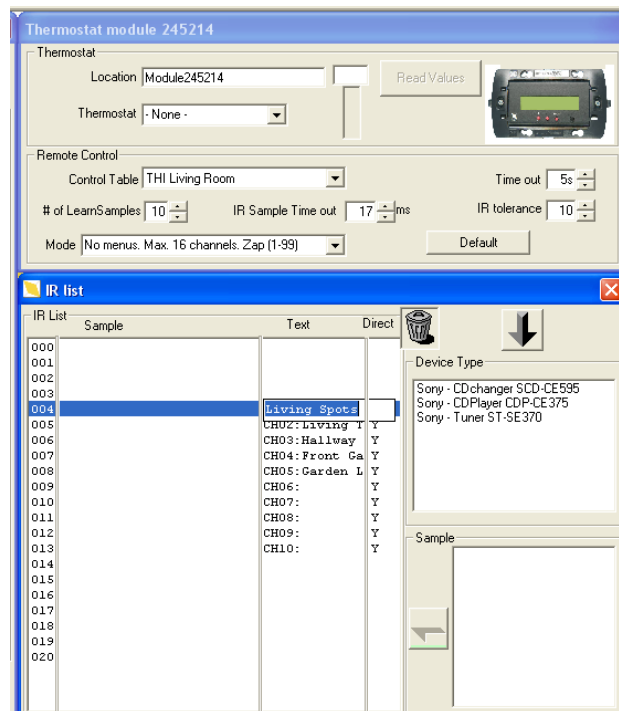 Thermostat module 245214
Thermostat
Location Module245214 Read Values
Thermostat - None -
Remote Control
Control Table THI Living Room Time out 5s
# of LearnSamples 10 IR Sample Time out 17 ms IR tolerance 10
Mode No menus. Max. 16 channels. Zap (1-99) Default
IR list
IR List
Sample Text Direct
000
001
002
003
004 Living Spots
005 CH02:Living T Y
006 CH03:Hallway Y
007 CH04:Front Ga Y
008 CH05:Garden L Y
009 CH06: Y
010 CH07: Y
011 CH08: Y
012 CH09: Y
013 CH10: Y
014
015
016
017
018
019
020
Device Type
Sony - CDchanger SCD-CE595
Sony - CDPlayer CDP-CE375
Sony - Tuner ST-SE370
Sample